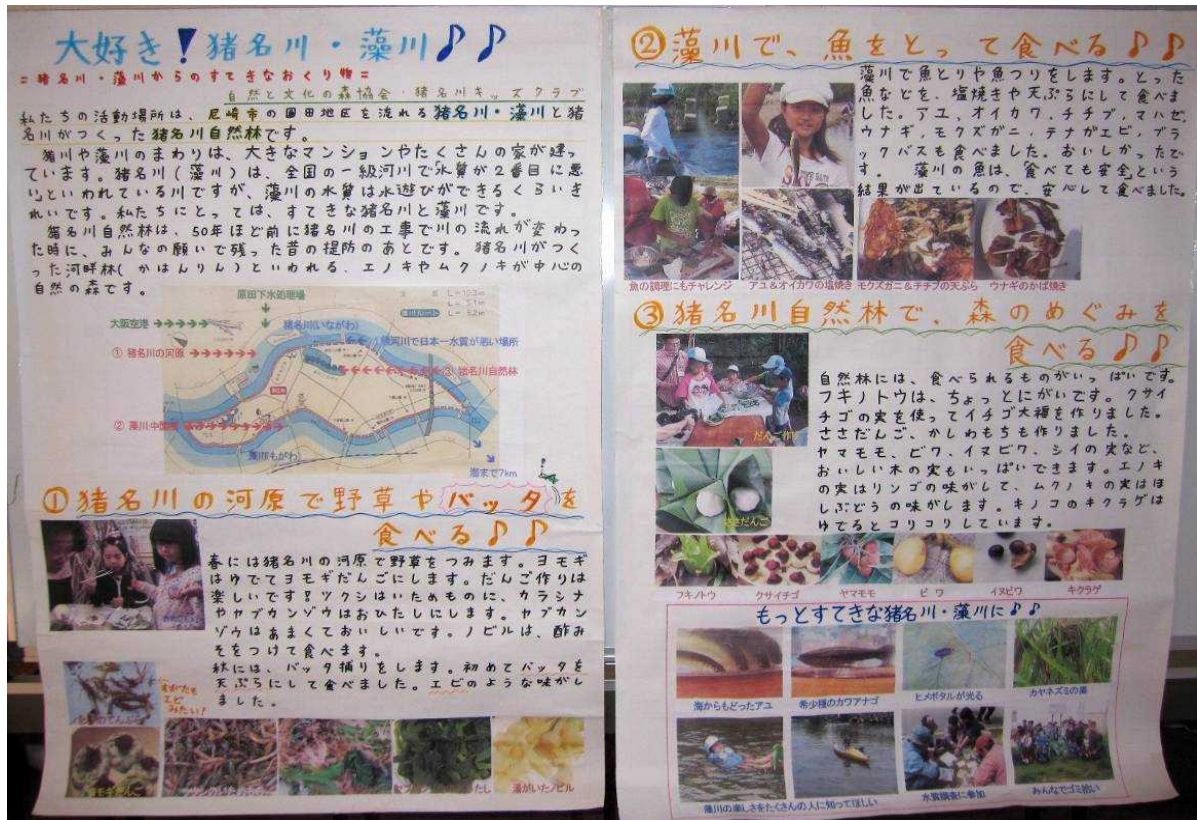 大好き!猪名川・藻川♪♪
=猪名川・藻川からのすてきなおくり物=
自然と文化の森協会・猪名川キッズクラブ
私たちの活動場所は、尼崎市の園田地区を流れる猪名川・藻川と猪
名川がつくった猪名川自然林です。
猪川や藻川のまわりは、大きなマンションやたくさんの家が建っ
ています。猪名川(藻川)は、全国の一級河川で水質が2番目に悪
いといわれている川ですが、藻川の水質は水遊びができるくらいき
れいです。私たちにとっては、すてきな猪名川と藻川です。
猪名川自然林は、50年ほど前に猪名川の工事で川の流れが変わっ
た時に、みんなの願いで残った昔の堤防のあとです。猪名川がつく
った河畔林(かはんりん)といわれる、エノキやムクノキが中心の
自然の森です。
原田下水処理場
大阪空港
猪名川(いながわ)
級河川で日本一水質が悪い場所
① 猪名川の河原
③ 猪名川自然林
② 藻川中
藻川(もがわ)
海まで7km
①猪名川の河原で野草やバッタを
食べる♪♪
春には猪名川の河原で野草をつみます。ヨモギ
はゆでてヨモギだんごにします。だんご作りは
楽しいです!ツクシはいためものに、カラシナ
やヤブカンゾウはおひたしにします。ヤブカン
ゾウはあまくておいしいです。ノビルは、酢み
そをつけて食べます。
秋には、バッタ捕りをします。初めてバッタを
天ぷらにして食べました。エビのような味がし
ました。
すがたも
エビ
みたい!
湯がいたノビル
②藻川で、魚をとって食べる♪♪
藻川で魚とりや魚つりをします。とった
魚などを、塩焼きや天ぷらにして食べま
した。アユ、オイカワ、チチブ、マハゼ、
ウナギ、モクズガニ、テナガエビ、ブラ
ックバスも食べました。おいしかったで
す。 藻川の魚は、食べても安全という
結果が出ているので、安心して食べました。
魚の調理にもチャレンジ
アユ&オイカワの塩焼き
モクズガニ&チチブの天ぷら
ウナギのかば焼き
③猪名川自然林で、森のめぐみを
食べる♪♪
自然林には、食べられるものがいっぱいです。
フキノトウは、ちょっとにがいです。クサイ
チゴの実を使ってイチゴ大福を作りました。
ささだんご、かしわもちも作りました。
ヤマモモ、ビワ、イヌビワ、シイの実など、
おいしい木の実もいっぱいできます。エノキ
の実はリンゴの味がして、ムクノキの実はほ
しぶどうの味がします。キノコのキクラゲは
ゆでるとコリコリしています。
だんご作り
ささだんご
フキノトウ
クサイチゴ
ヤマモモ
ビワ
イヌビワ
キクラゲ
もっとすてきな猪名川・藻川に♪♪
海からもどったアユ
希少種のカワアナゴ
ヒメボタルが光る
カヤネズミの巣
藻川の楽しさをたくさんの人に知ってほしい
水質調査に参加
みんなでゴミ拾い